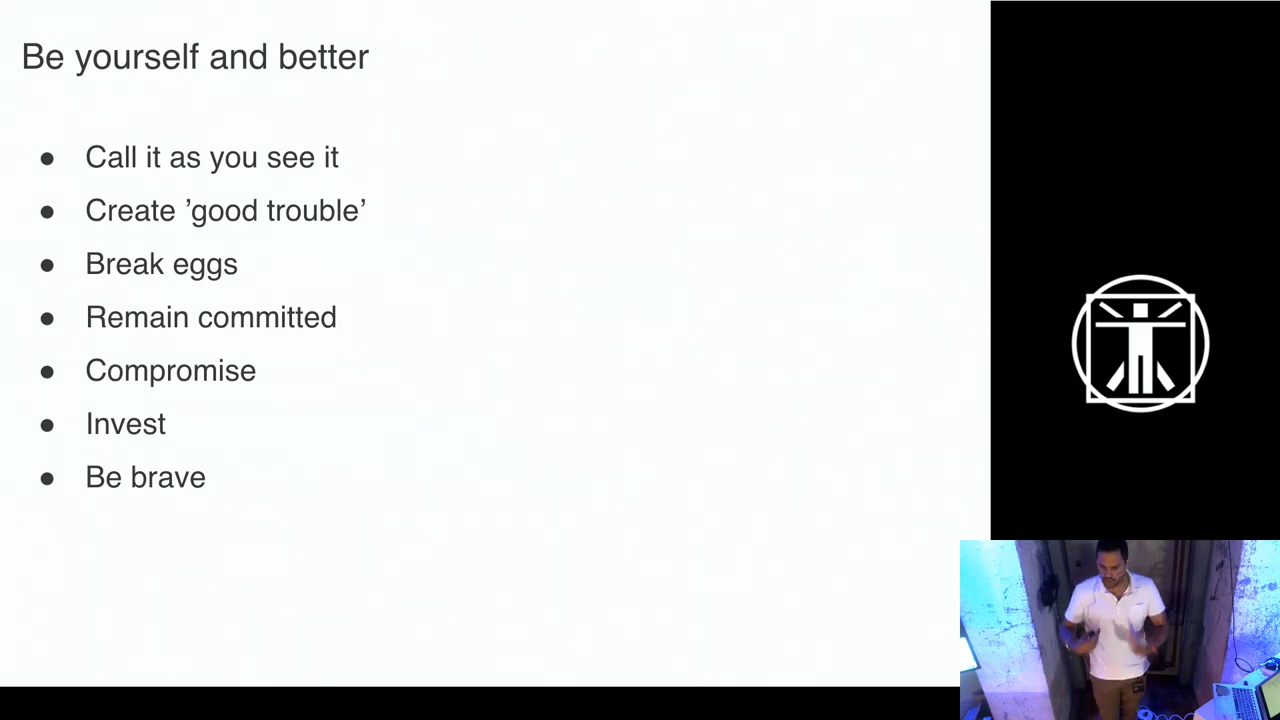 Be yourself and better
● Call it as you see it
● Create ’good trouble’
● Break eggs
● Remain committed
● Compromise
● Invest
● Be brave